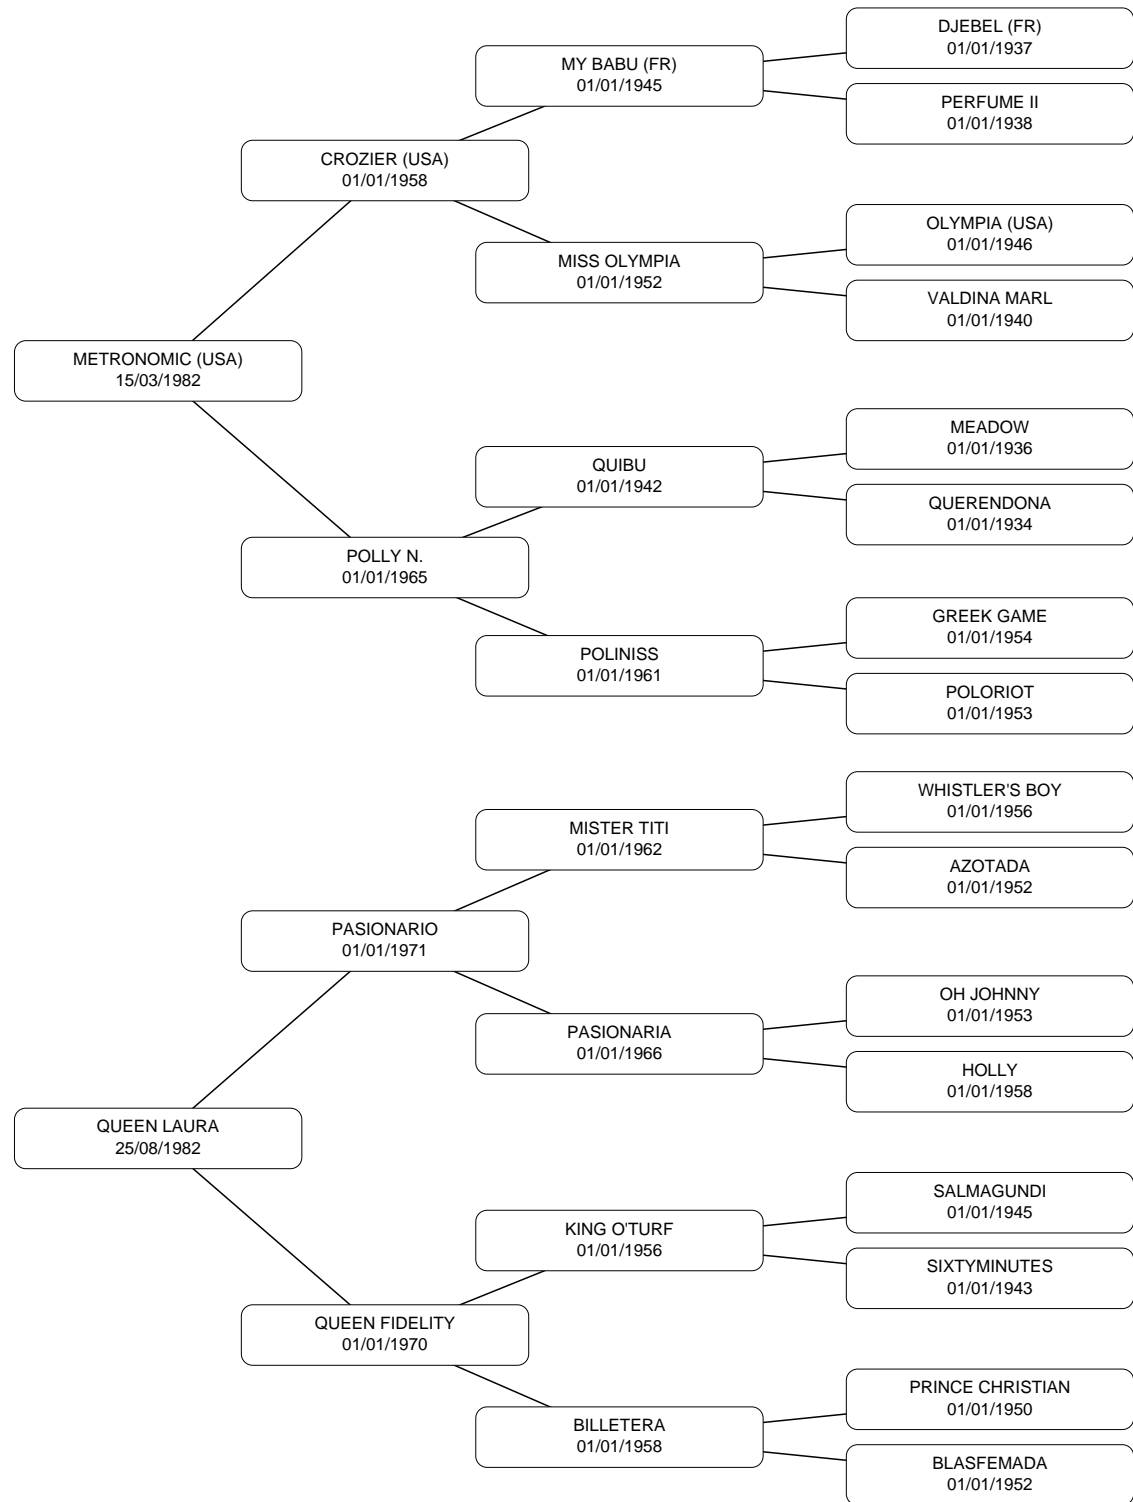 DJEBEL (FR)
01/01/1937
MY BABU (FR)
01/01/1945
PERFUME II
01/01/1938
CROZIER (USA)
01/01/1958
OLYMPIA (USA)
01/01/1946
MISS OLYMPIA
01/01/1952
VALDINA MARL
01/01/1940
METRONOMIC (USA)
15/03/1982
MEADOW
01/01/1936
QUIBU
01/01/1942
QUERENDONA
01/01/1934
POLLY N.
01/01/1965
GREEK GAME
01/01/1954
POLINISS
01/01/1961
POLORIOT
01/01/1953
WHISTLER'S BOY
01/01/1956
MISTER TITI
01/01/1962
AZOTADA
01/01/1952
PASIONARIO
01/01/1971
OH JOHNNY
01/01/1953
PASIONARIA
01/01/1966
HOLLY
01/01/1958
QUEEN LAURA
25/08/1982
SALMAGUNDI
01/01/1945
KING O'TURF
01/01/1956
SIXTYMINUTES
01/01/1943
QUEEN FIDELITY
01/01/1970
PRINCE CHRISTIAN
01/01/1950
BILLETERA
01/01/1958
BLASFEMADA
01/01/1952